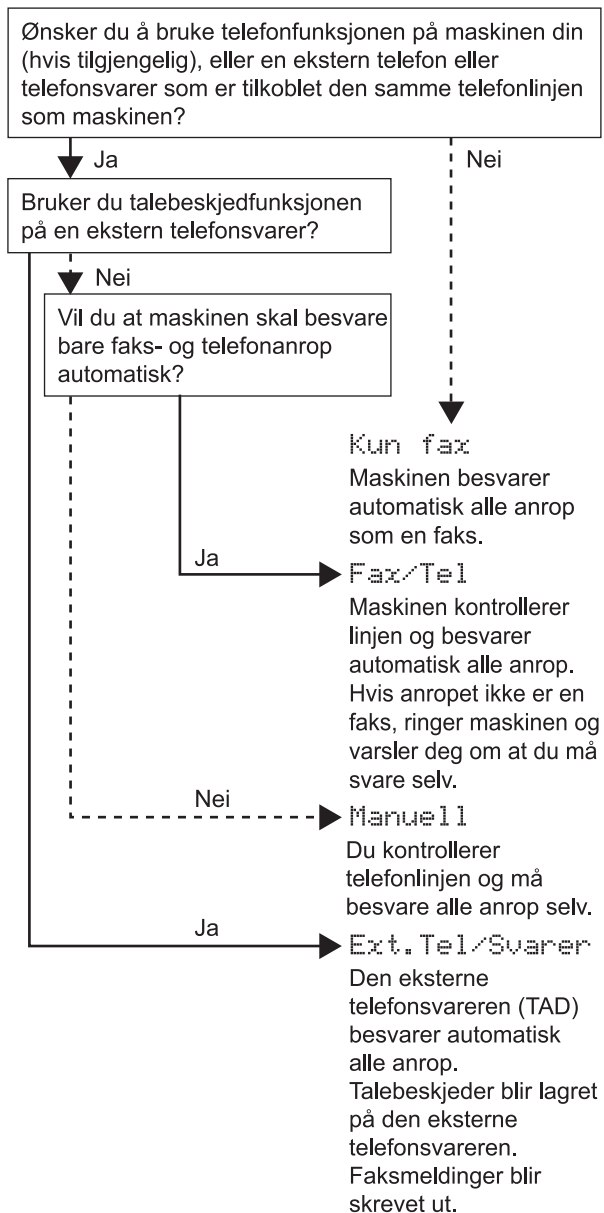 Ønsker du å bruke telefonfunksjonen på maskinen din
(hvis tilgjengelig), eller en ekstern telefon eller
telefonsvarer som er tilkoblet den samme telefonlinjen
som maskinen?
Ja
Nei
Bruker du talebeskjedfunksjonen
på en ekstern telefonsvarer?
Nei
Vil du at maskinen skal besvare
bare faks- og telefonanrop
automatisk?
Kun fax
Maskinen besvarer
automatisk alle anrop
som en faks.
Ja
Fax/Tel
Maskinen kontrollerer
linjen og besvarer
automatisk alle anrop.
Hvis anropet ikke er en
faks, ringer maskinen og
varsler deg om at du må
svare selv.
Nei
Manuell
Du kontrollerer
telefonlinjen og må
besvare alle anrop selv.
Ja
Ext.Tel/Svarer
Den eksterne
telefonsvareren (TAD)
besvarer automatisk
alle anrop.
Talebeskjeder blir lagret
på den eksterne
telefonsvareren.
Faksmeldinger blir
skrevet ut.